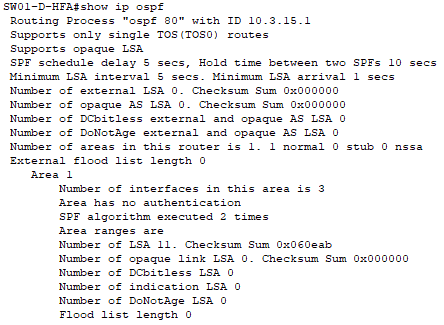 SW01-D-HFA#show ip ospf
Routing Process "ospf 80" with ID 10.3.15.1
Supports only single TOS(TOS0) routes
Supports opaque LSA
SPF schedule delay 5 secs, Hold time between two SPFs 10 secs
Minimum LSA interval 5 secs. Minimum LSA arrival 1 secs
Number of external LSA 0. Checksum Sum 0x000000
Number of opaque AS LSA 0. Checksum Sum 0x000000
Number of DCbitless external and opaque AS LSA 0
Number of DoNotAge external and opaque AS LSA 0
Number of areas in this router is 1. 1 normal 0 stub 0 nssa
External flood list length 0
Area 1
Number of interfaces in this area is 3
Area has no authentication
SPF algorithm executed 2 times
Area ranges are
Number of LSA 11. Checksum Sum 0x060eab
Number of opaque link LSA 0. Checksum Sum 0x000000
Number of DCbitless LSA 0
Number of indication LSA 0
Number of DoNotAge LSA 0
Flood list length 0